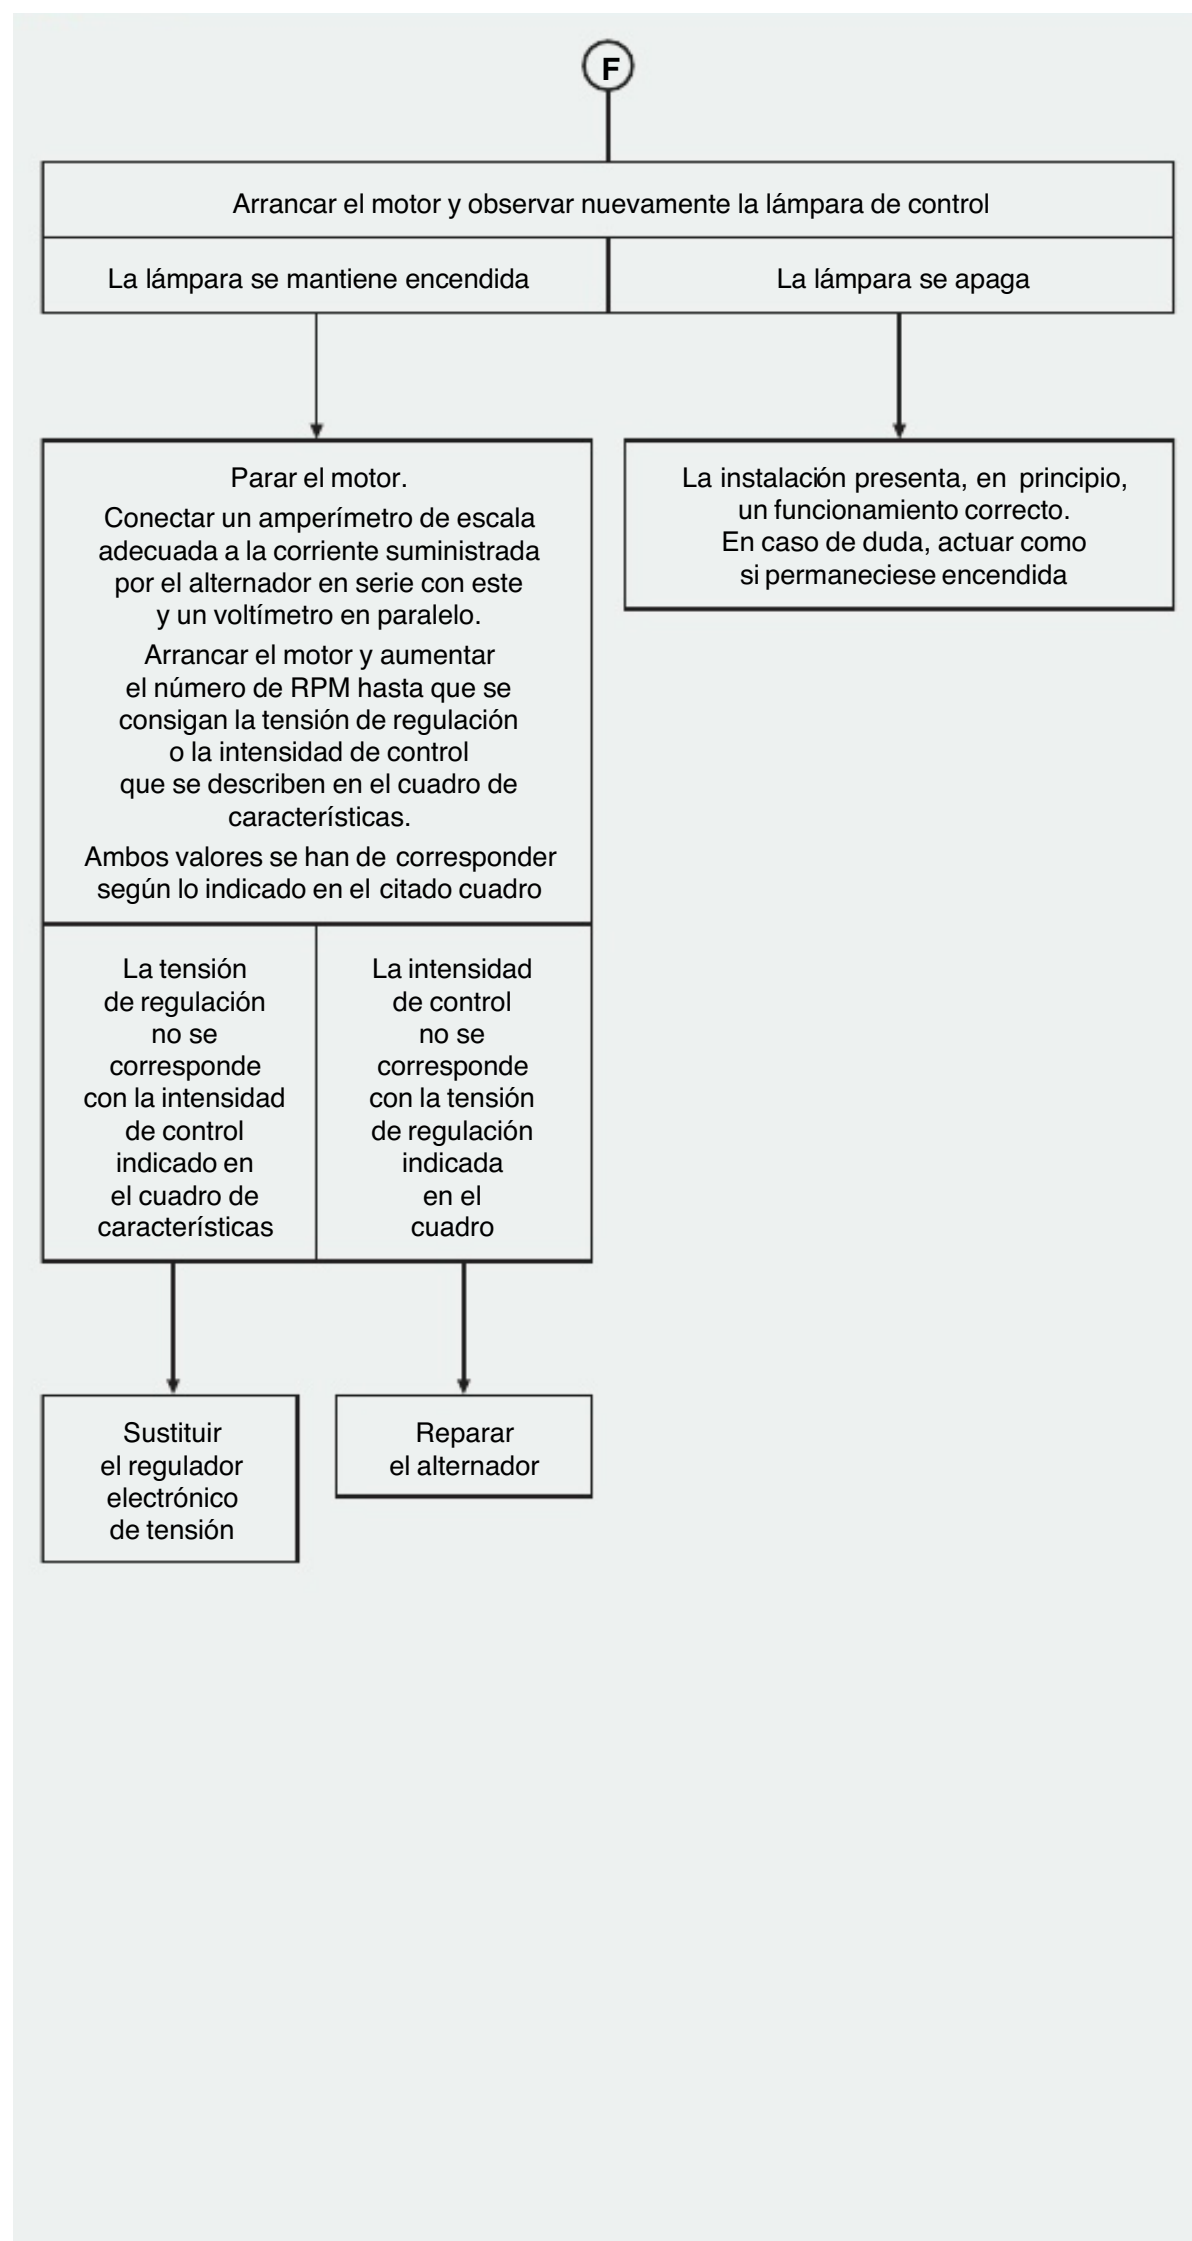 F
Arrancar el motor y observar nuevamente la lámpara de control
La lámpara se mantiene encendida
La lámpara se apaga
Parar el motor.
Conectar un amperímetro de escala
adecuada a la corriente suministrada
por el alternador en serie con este
y un voltímetro en paralelo.
Arrancar el motor y aumentar
el número de RPM hasta que se
consigan la tensión de regulación
o la intensidad de control
que se describen en el cuadro de
características.
Ambos valores se han de corresponder
según lo indicado en el citado cuadro
La instalación presenta, en principio,
un funcionamiento correcto.
En caso de duda, actuar como
si permaneciese encendida
La tensión
de regulación
no se
corresponde
con la intensidad
de control
indicado en
el cuadro de
características
La intensidad
de control
no se
corresponde
con la tensión
de regulación
indicada
en el
cuadro
Sustituir
el regulador
electrónico
de tensión
Reparar
el alternador